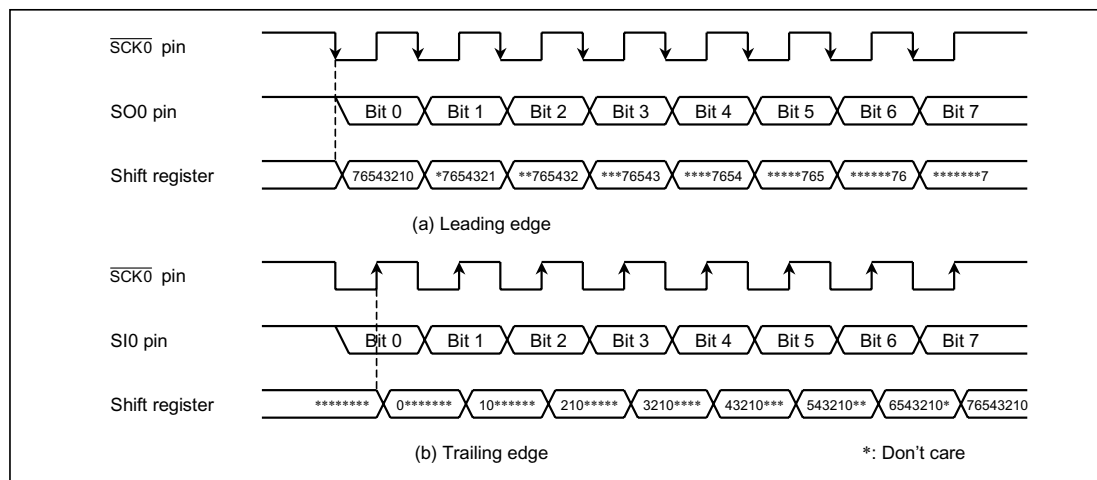 SCK0 pin
SO0 pin
Bit 0 Bit 1 Bit 2 Bit 3 Bit 4 Bit 5 Bit 6 Bit 7
Shift register
76543210 *7654321 **765432 ***76543 ****7654 *****765 ******76 *******7
(a) Leading edge
SCK0 pin
SI0 pin
Bit 0 Bit 1 Bit 2 Bit 3 Bit 4 Bit 5 Bit 6 Bit 7
Shift register
******** 0******* 10****** 210***** 3210**** 43210*** 543210** 6543210* 76543210
(b) Trailing edge
*: Don't care